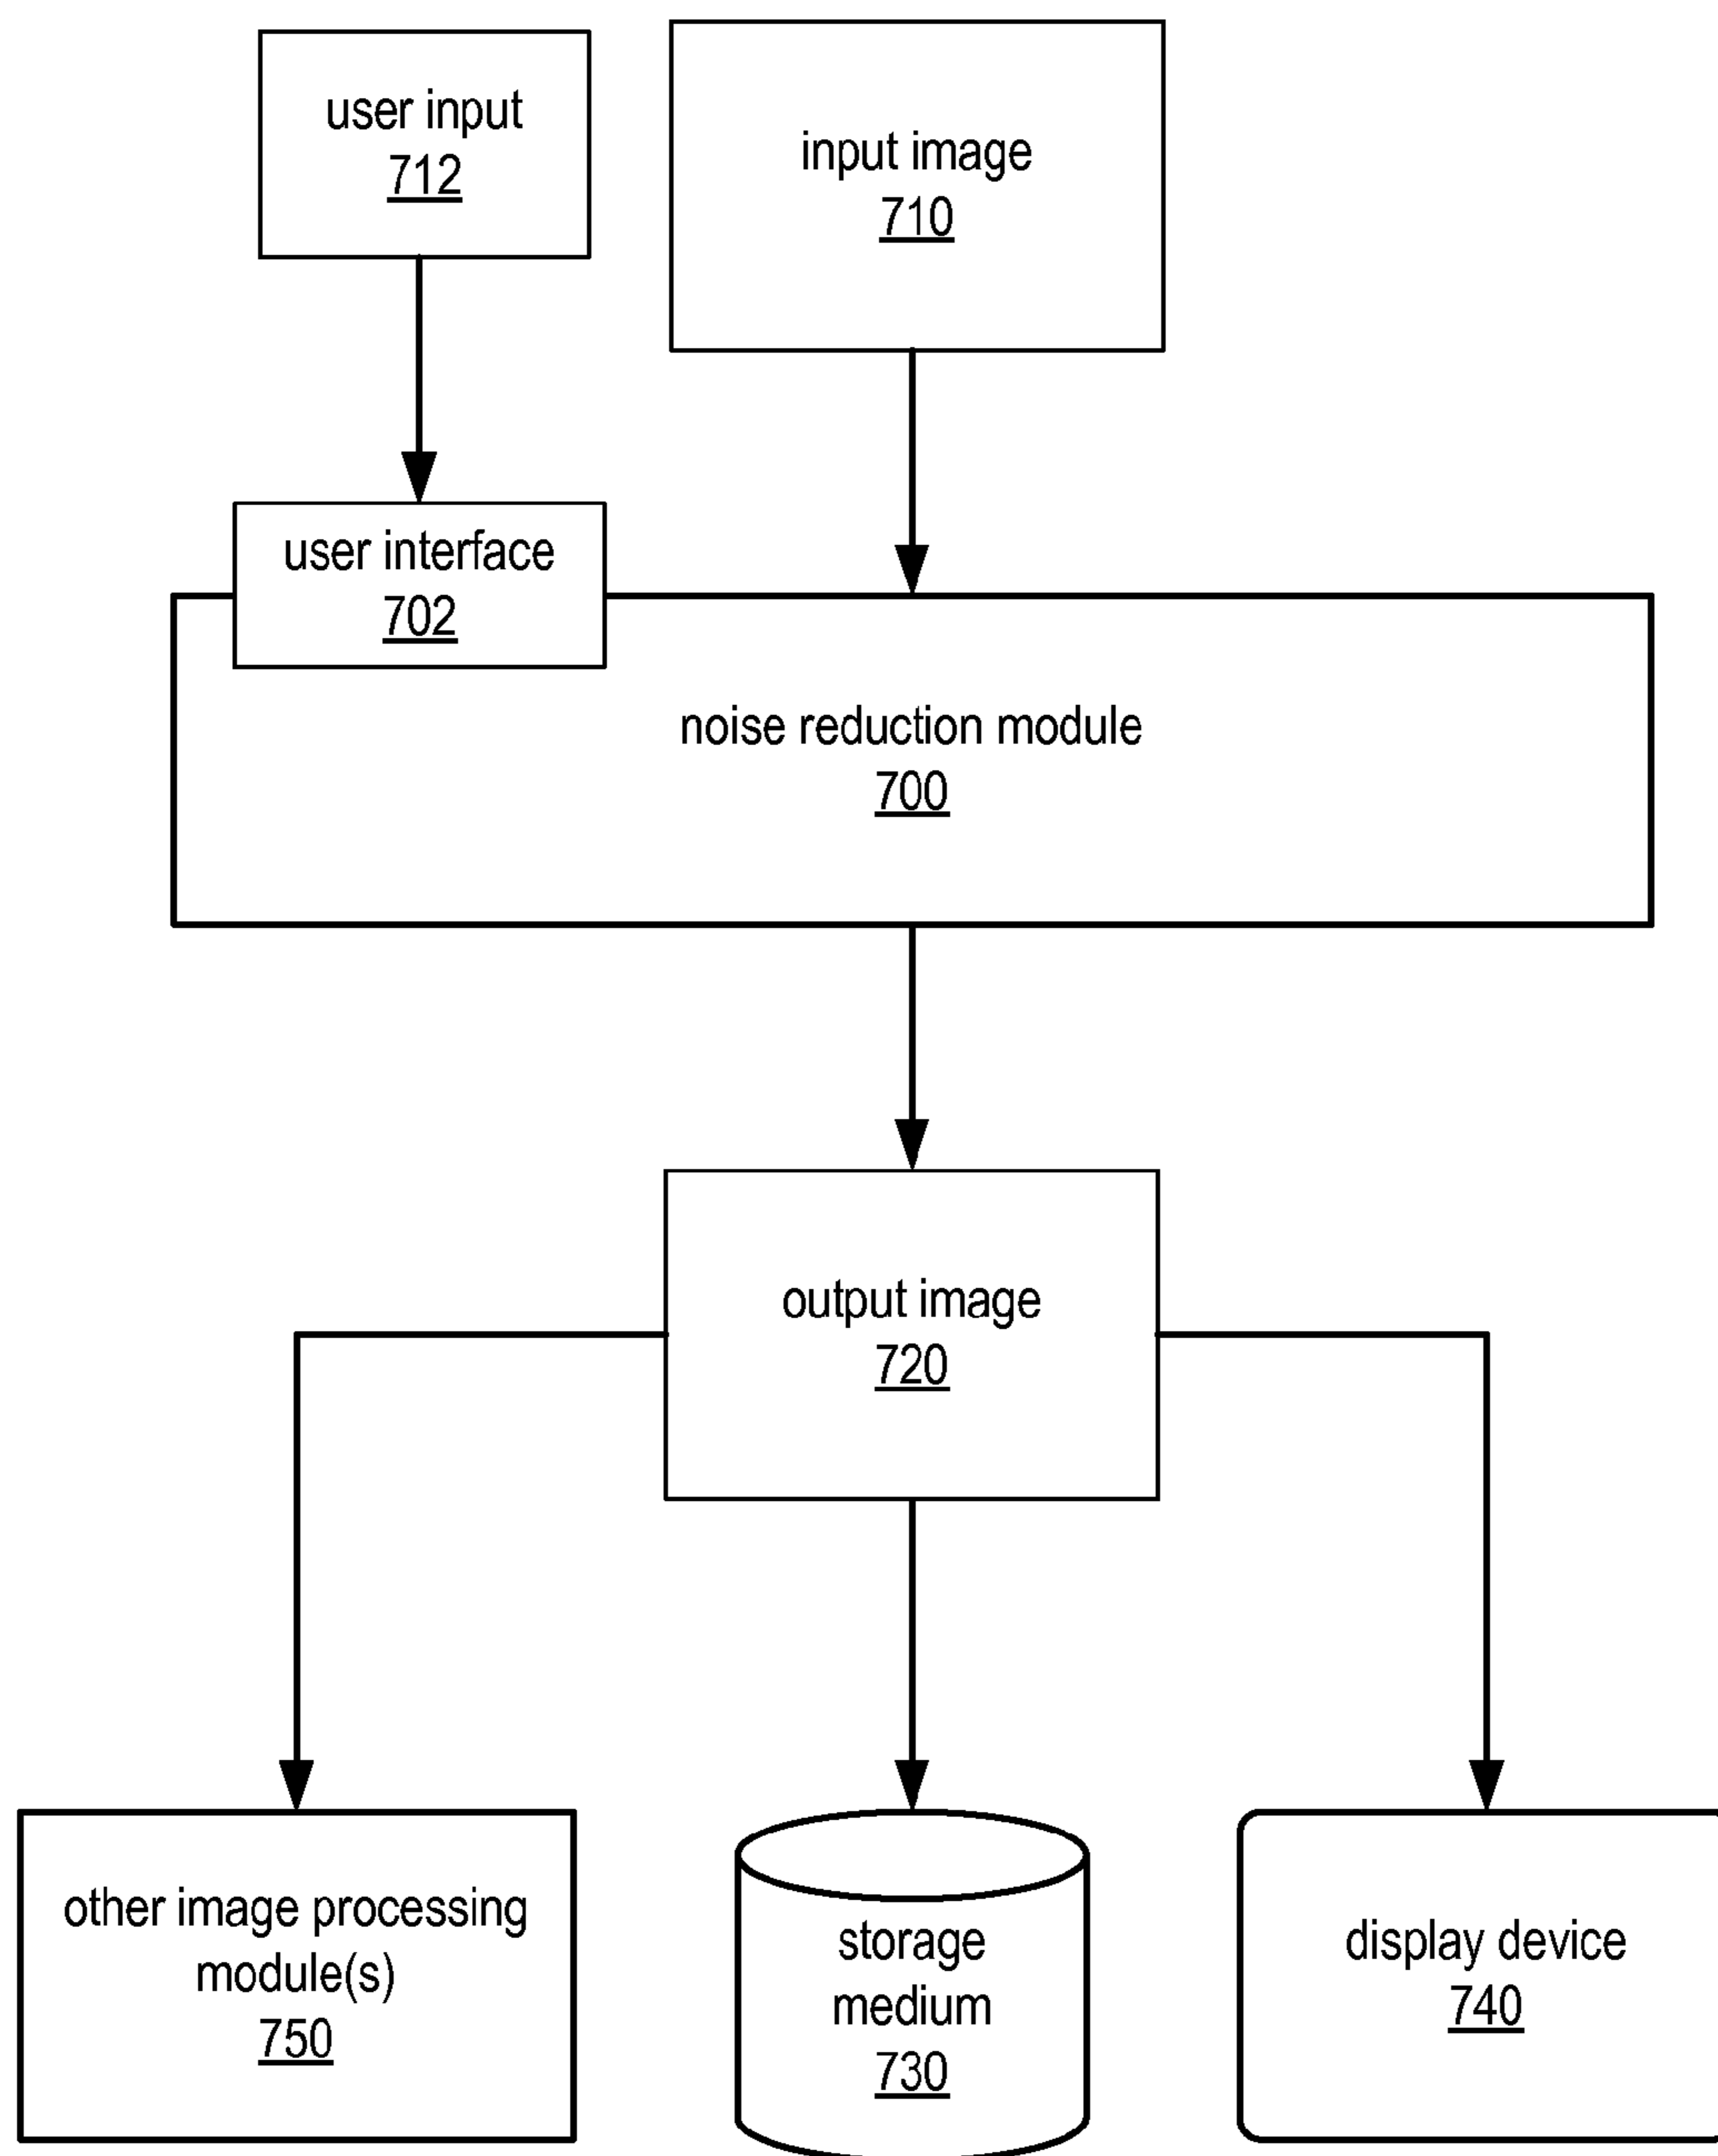 user input
712
input image
710
user interface
702
noise reduction module
700
output image
720
other image processing
module(s)
750
storage
medium
730
display device
740